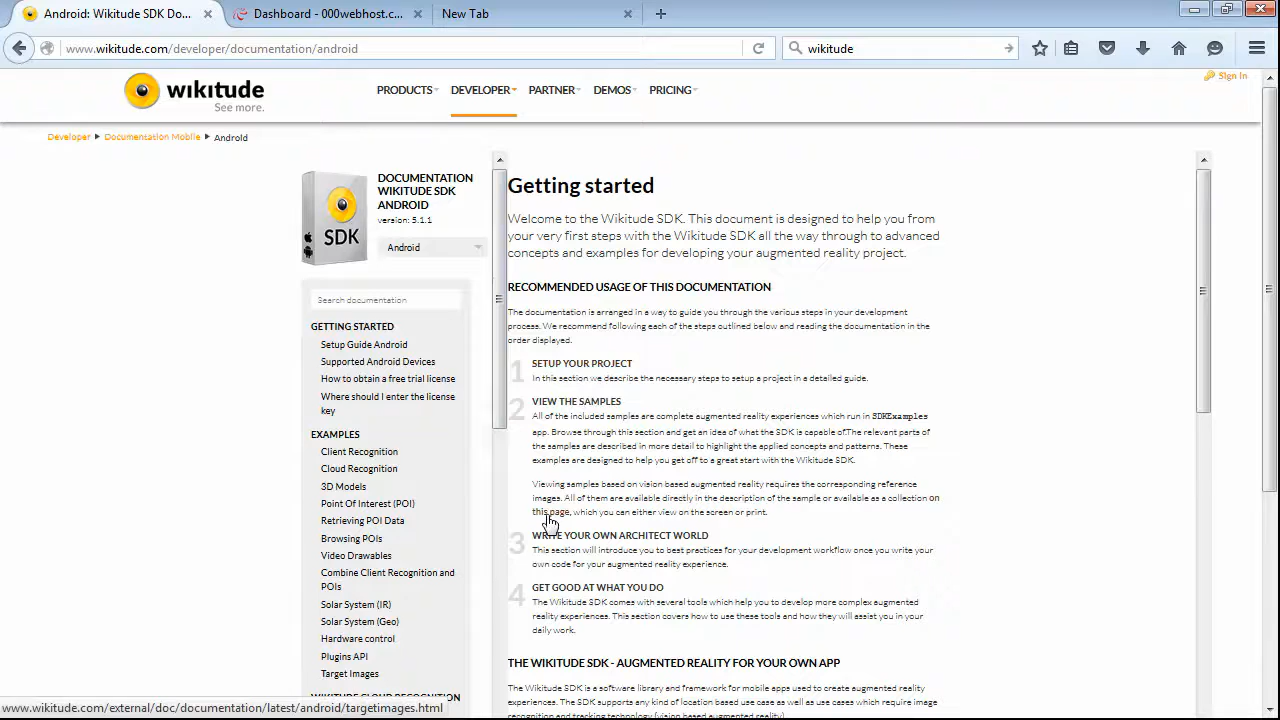 Android: Wikitude SDK Do...
Dashboard - 000webhost.c...
New Tab
www.wikitude.com/developer/documentation/android
wikitude
wikitude
See more.
PRODUCTS
DEVELOPER
PARTNER
DEMOS
PRICING
Sign In
Developer
Documentation Mobile
Android
SDK
DOCUMENTATION
WIKITUDE SDK
ANDROID
version: 5.1.1
Android
Search documentation
GETTING STARTED
Setup Guide Android
Supported Android Devices
How to obtain a free trial license
Where should I enter the license
key
EXAMPLES
Client Recognition
Cloud Recognition
3D Models
Point Of Interest (POI)
Retrieving POI Data
Browsing POIs
Video Drawables
Combine Client Recognition and
POIs
Solar System (IR)
Solar System (Geo)
Hardware control
Plugins API
Target Images
WIKITUDE CLOUD RECOGNITION
Getting started
Welcome to the Wikitude SDK. This document is designed to help you from
your very first steps with the Wikitude SDK all the way through to advanced
concepts and examples for developing your augmented reality project.
RECOMMENDED USAGE OF THIS DOCUMENTATION
The documentation is arranged in a way to guide you through the various steps in your development
process. We recommend following each of the steps outlined below and reading the documentation in the
order displayed.
1 SETUP YOUR PROJECT
In this section we describe the necessary steps to setup a project in a detailed guide.
2 VIEW THE SAMPLES
All of the included samples are complete augmented reality experiences which run in SDKExamples
app. Browse through this section and get an idea of what the SDK is capable of.The relevant parts of
the samples are described in more detail to highlight the applied concepts and patterns. These
examples are designed to help you get off to a great start with the Wikitude SDK.
Viewing samples based on vision based augmented reality requires the corresponding reference
images. All of them are available directly in the description of the sample or available as a collection on
this page, which you can either view on the screen or print.
3 WRITE YOUR OWN ARCHITECT WORLD
This section will introduce you to best practices for your development workflow once you write your
own code for your augmented reality experience.
4 GET GOOD AT WHAT YOU DO
The Wikitude SDK comes with several tools which help you to develop more complex augmented
reality experiences. This section covers how to use these tools and how they will assist you in your
daily work.
THE WIKITUDE SDK - AUGMENTED REALITY FOR YOUR OWN APP
The Wikitude SDK is a software library and framework for mobile apps used to create augmented
reality experiences. The SDK supports any kind of location based use case as well as use cases which require image
recognition and tracking technology (vision based augmented reality)
www.wikitude.com/external/doc/documentation/latest/android/targetimages.html